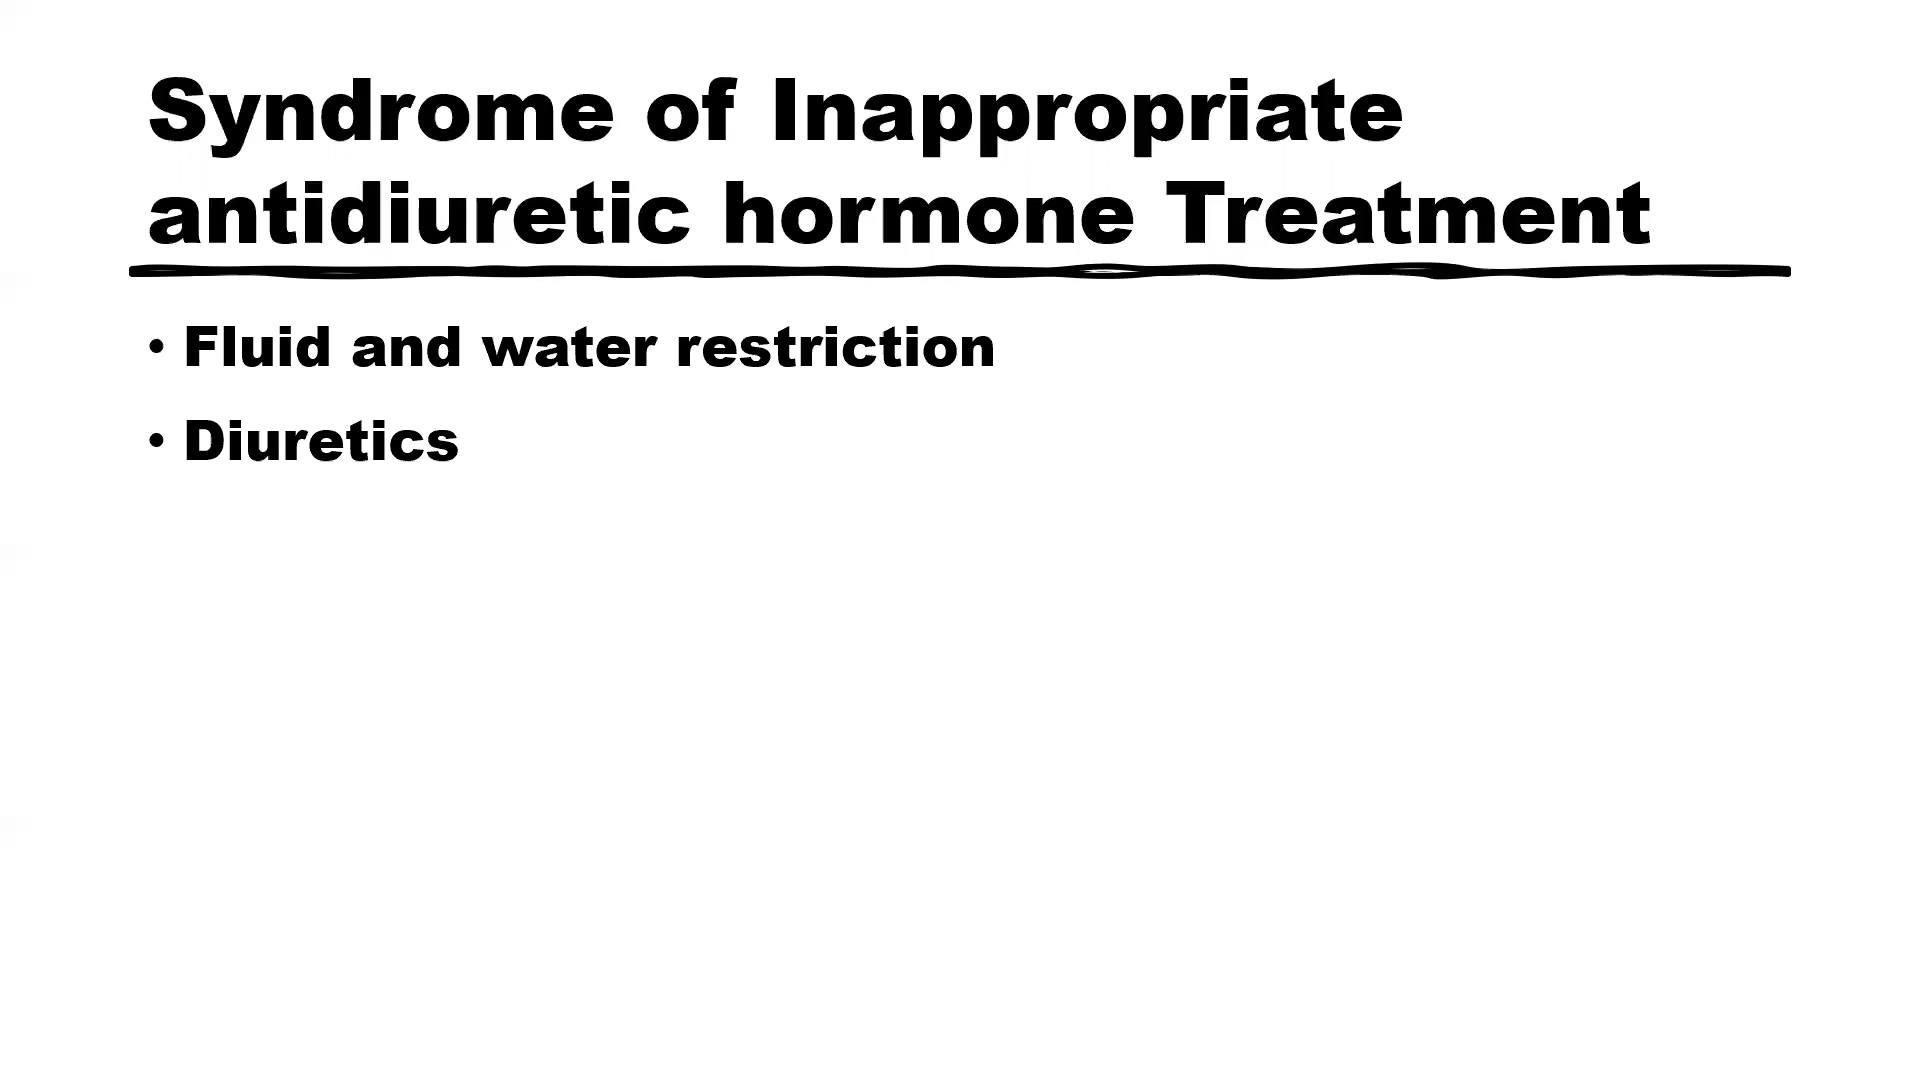 Syndrome of Inappropriate
antidiuretic hormone Treatment
• Fluid and water restriction
• Diuretics